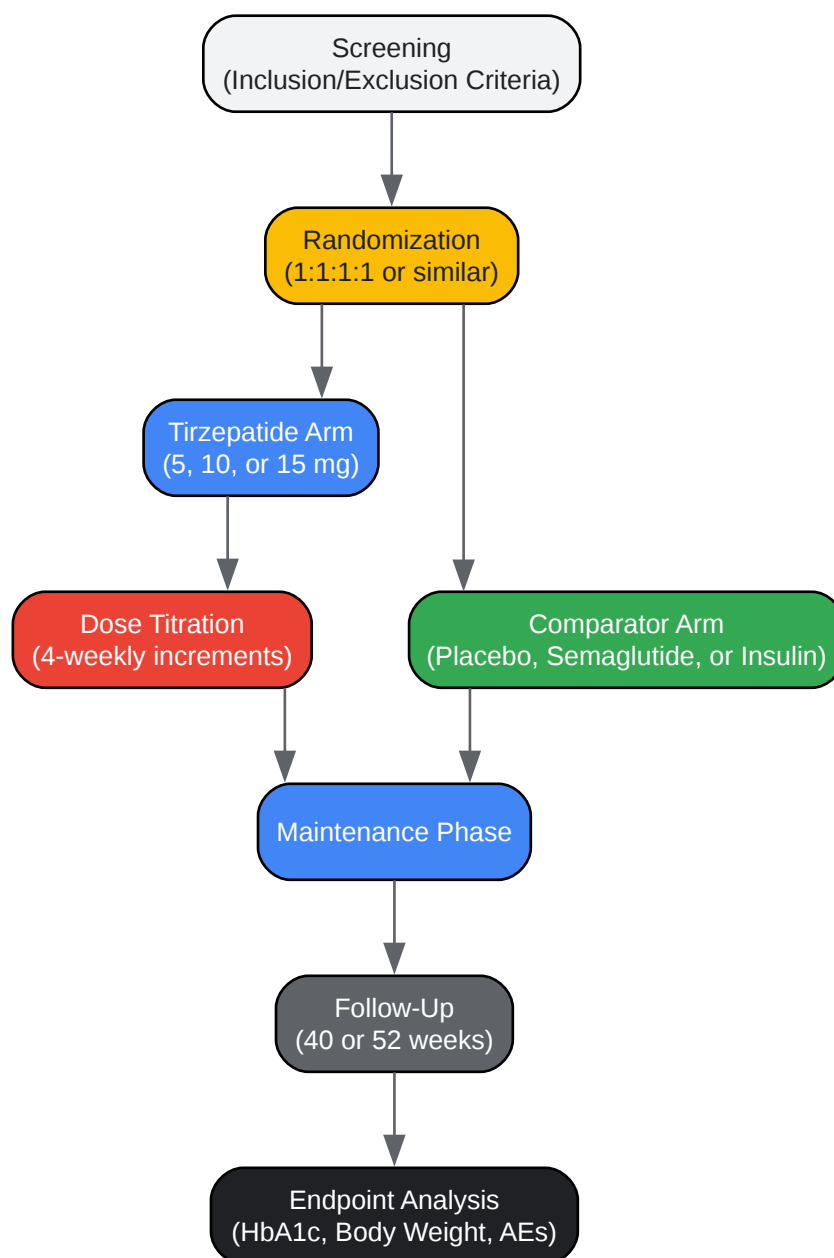 Screening
(Inclusion/Exclusion Criteria)
Randomization
(1:1:1:1 or similar)
Tirzepatide Arm
(5, 10, or 15 mg)
Dose Titration
(4-weekly increments)
Comparator Arm
(Placebo, Semaglutide, or Insulin)
Maintenance Phase
Follow-Up
(40 or 52 weeks)
Endpoint Analysis
(HbA1c, Body Weight, AEs)